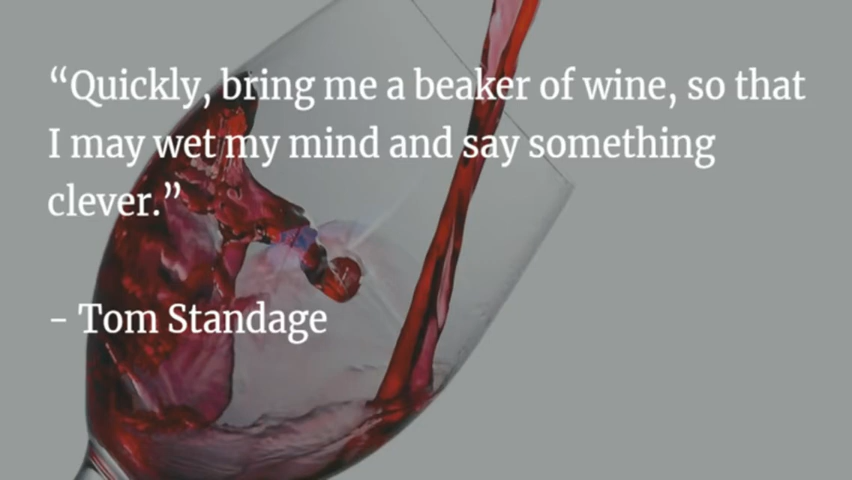 “Quickly, bring me a beaker of wine, so that
I may wet my mind and say something
clever.”
- Tom Standage